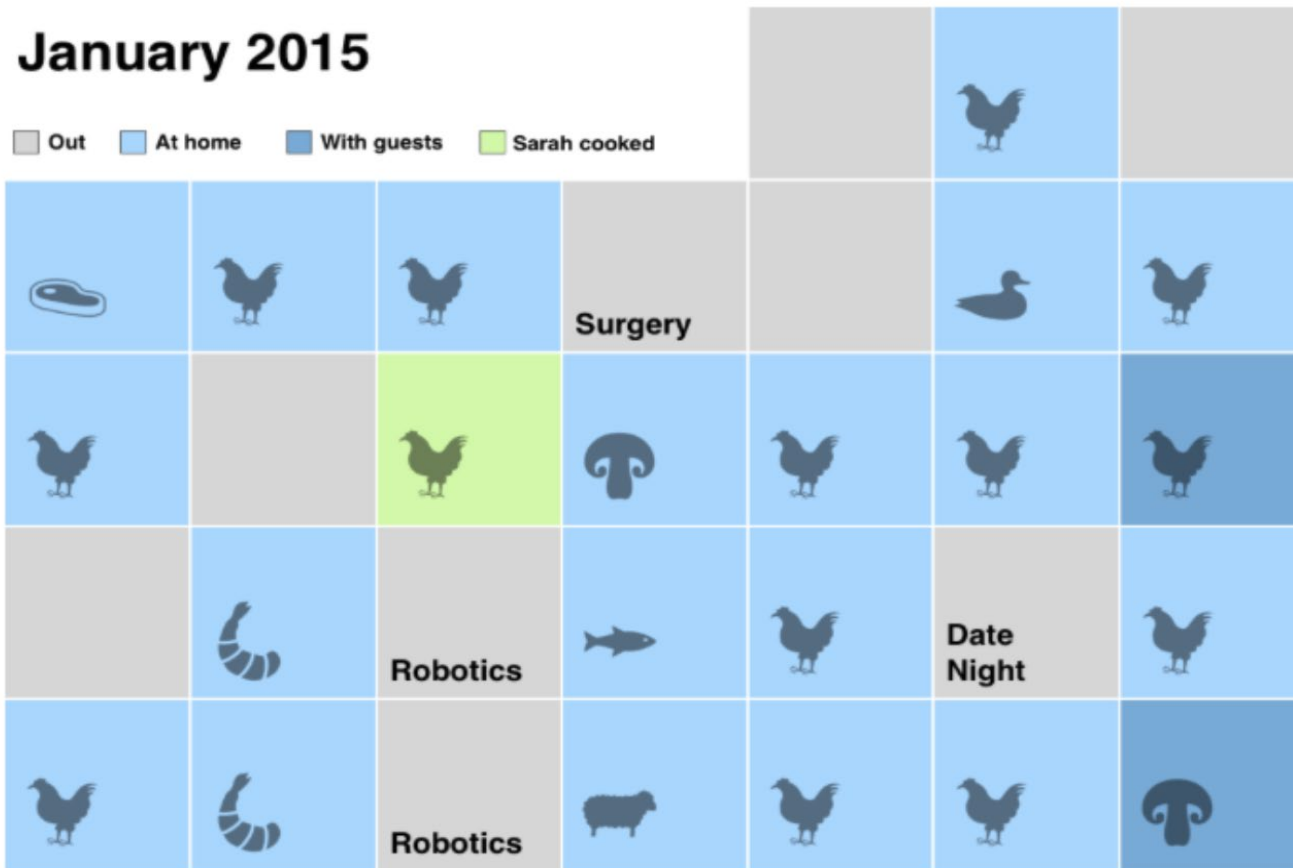 January 2015
Out At home With guests Sarah cooked
Surgery
Robotics
Date
Night
Robotics